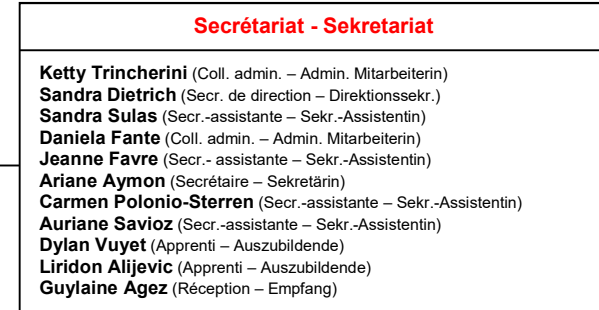 Secrétariat - Sekretariat
Ketty Trincherini (Coll. admin. – Admin. Mitarbeiterin)
Sandra Dietrich (Secr. de direction – Direktionssekr.)
Sandra Sulas (Secr.-assistante – Sekr.-Assistentin)
Daniela Fante (Coll. admin. – Admin. Mitarbeiterin)
Jeanne Favre (Secr.- assistante – Sekr.-Assistentin)
Ariane Aymon (Secrétaire – Sekretärin)
Carmen Polonio-Sterren (Secr.-assistante – Sekr.-Assistentin)
Auriane Savioz (Secr.-assistante – Sekr.-Assistentin)
Dylan Vuyet (Apprenti – Auszubildende)
Liridon Alijevic (Apprenti – Auszubildende)
Guylaine Agez (Réception – Empfang)